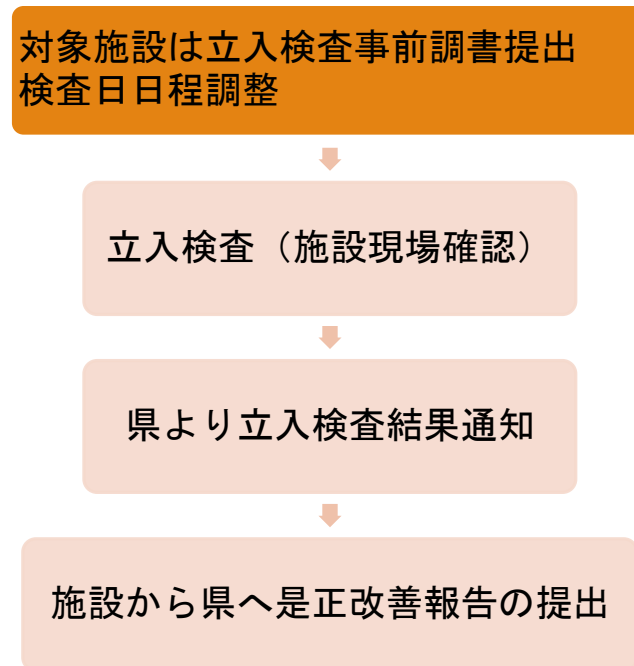 対象施設は立入検査事前調書提出
検査日日程調整
立入検査（施設現場確認）
県より立入検査結果通知
施設から県へ是正改善報告の提出